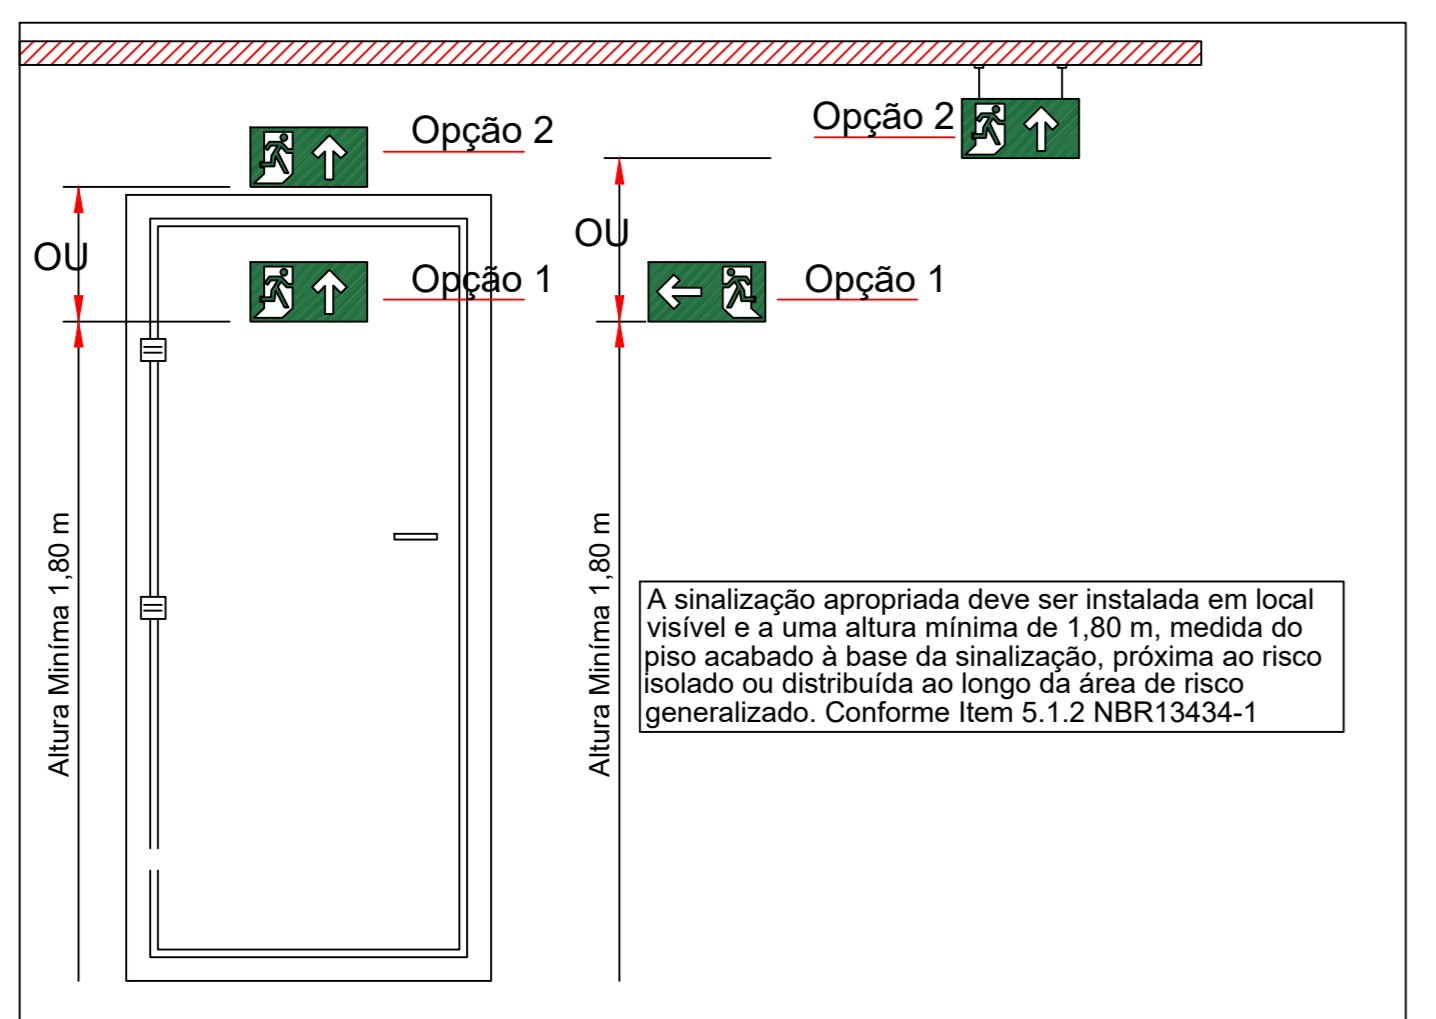 Opção 2
Opção 2
OU
OU
Opção 1
Opção 1
Altura Miníma 1,80 m
Altura Miníma 1,80 m
A sinalização apropriada deve ser instalada em local
visível e a uma altura mínima de 1,80 m, medida do
piso acabado à base da sinalização, próxima ao risco
isolado ou distribuída ao longo da área de risco
generalizado. Conforme Item 5.1.2 NBR13434-1